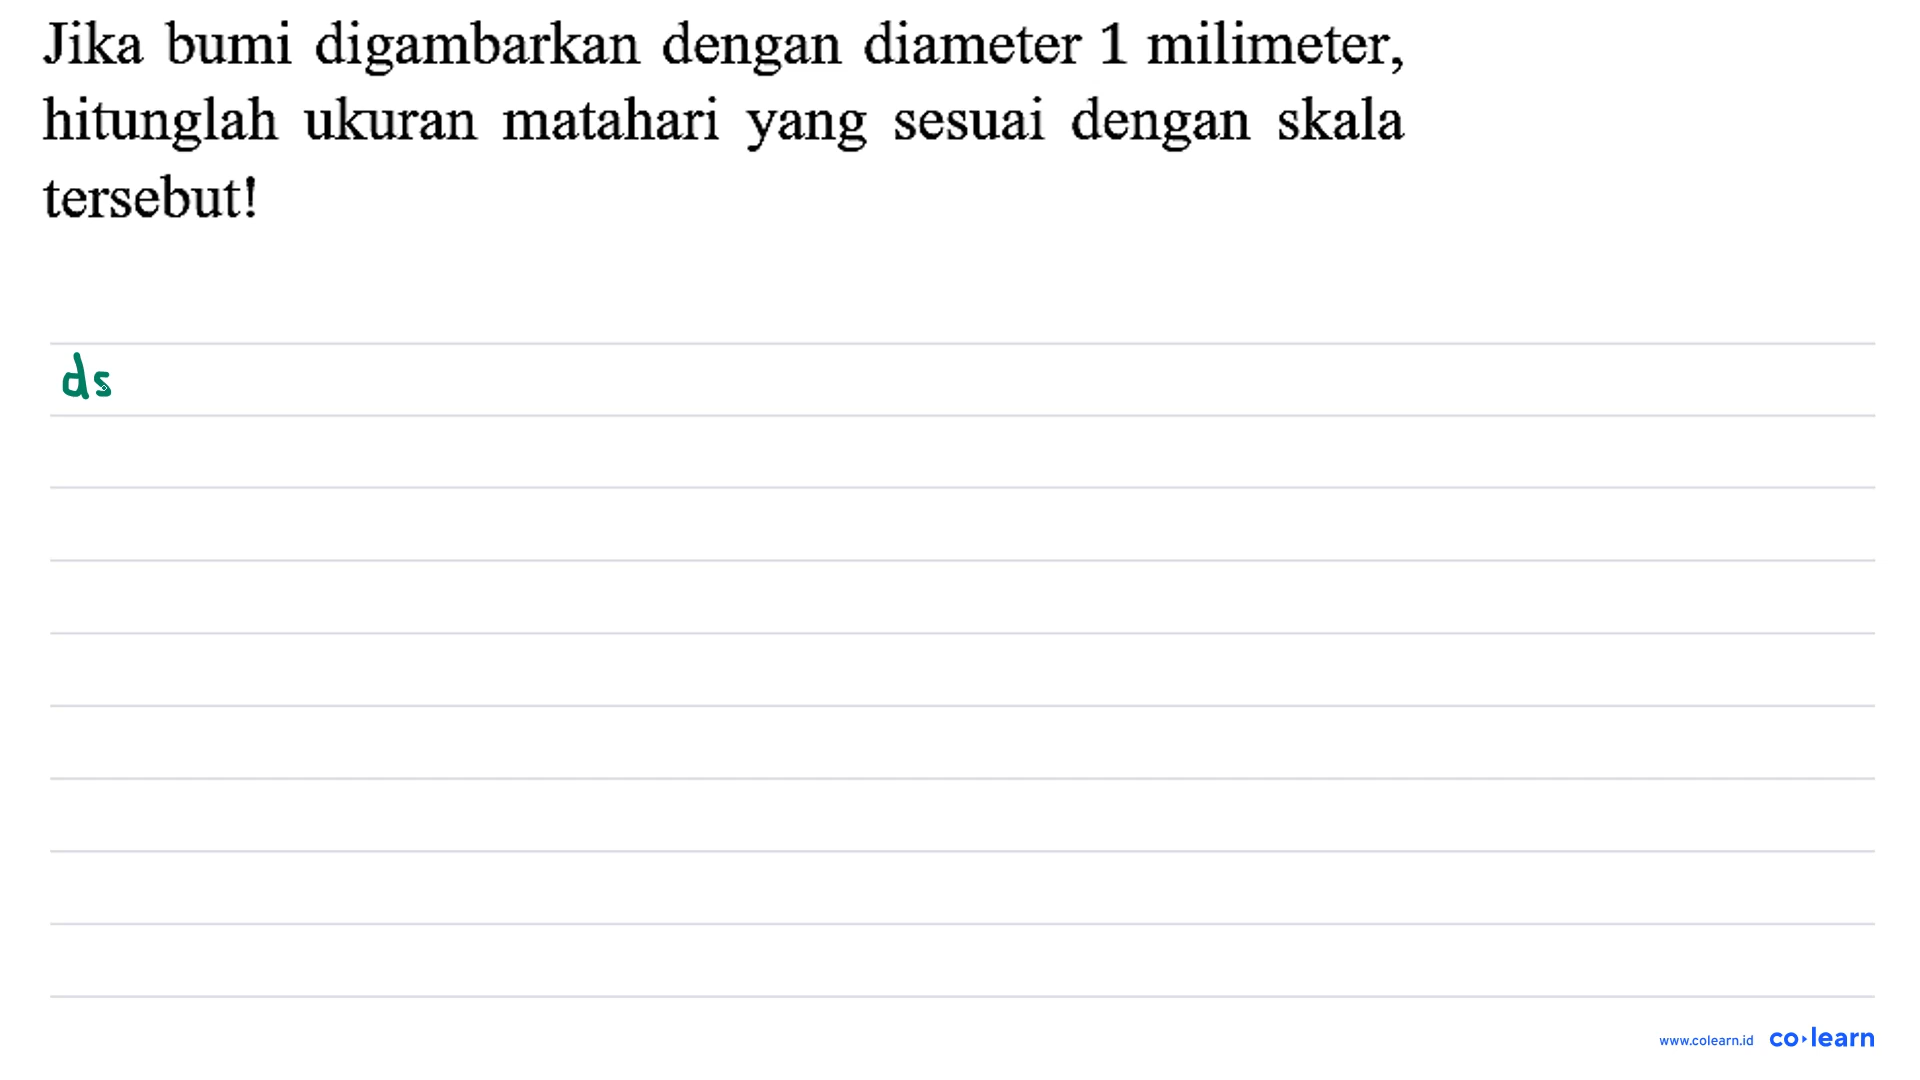 Jika bumi digambarkan dengan diameter 1 milimeter,
hitunglah ukuran matahari yang sesuai dengan skala
tersebut!
ds
www.colearn.id co learn